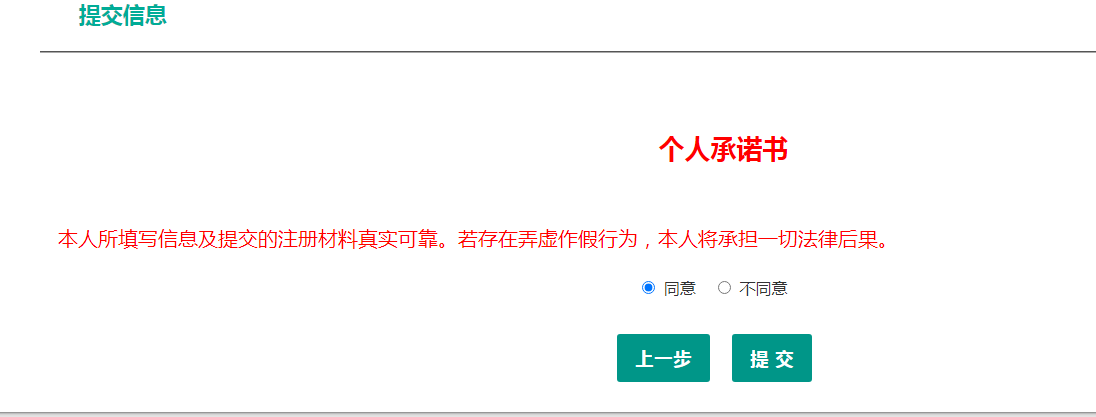 提交信息
个人承诺书
本人所填写信息及提交的注册材料真实可靠。若存在弄虚作假行为，本人将承担一切法律后果。
同意 不同意
上一步 提 交